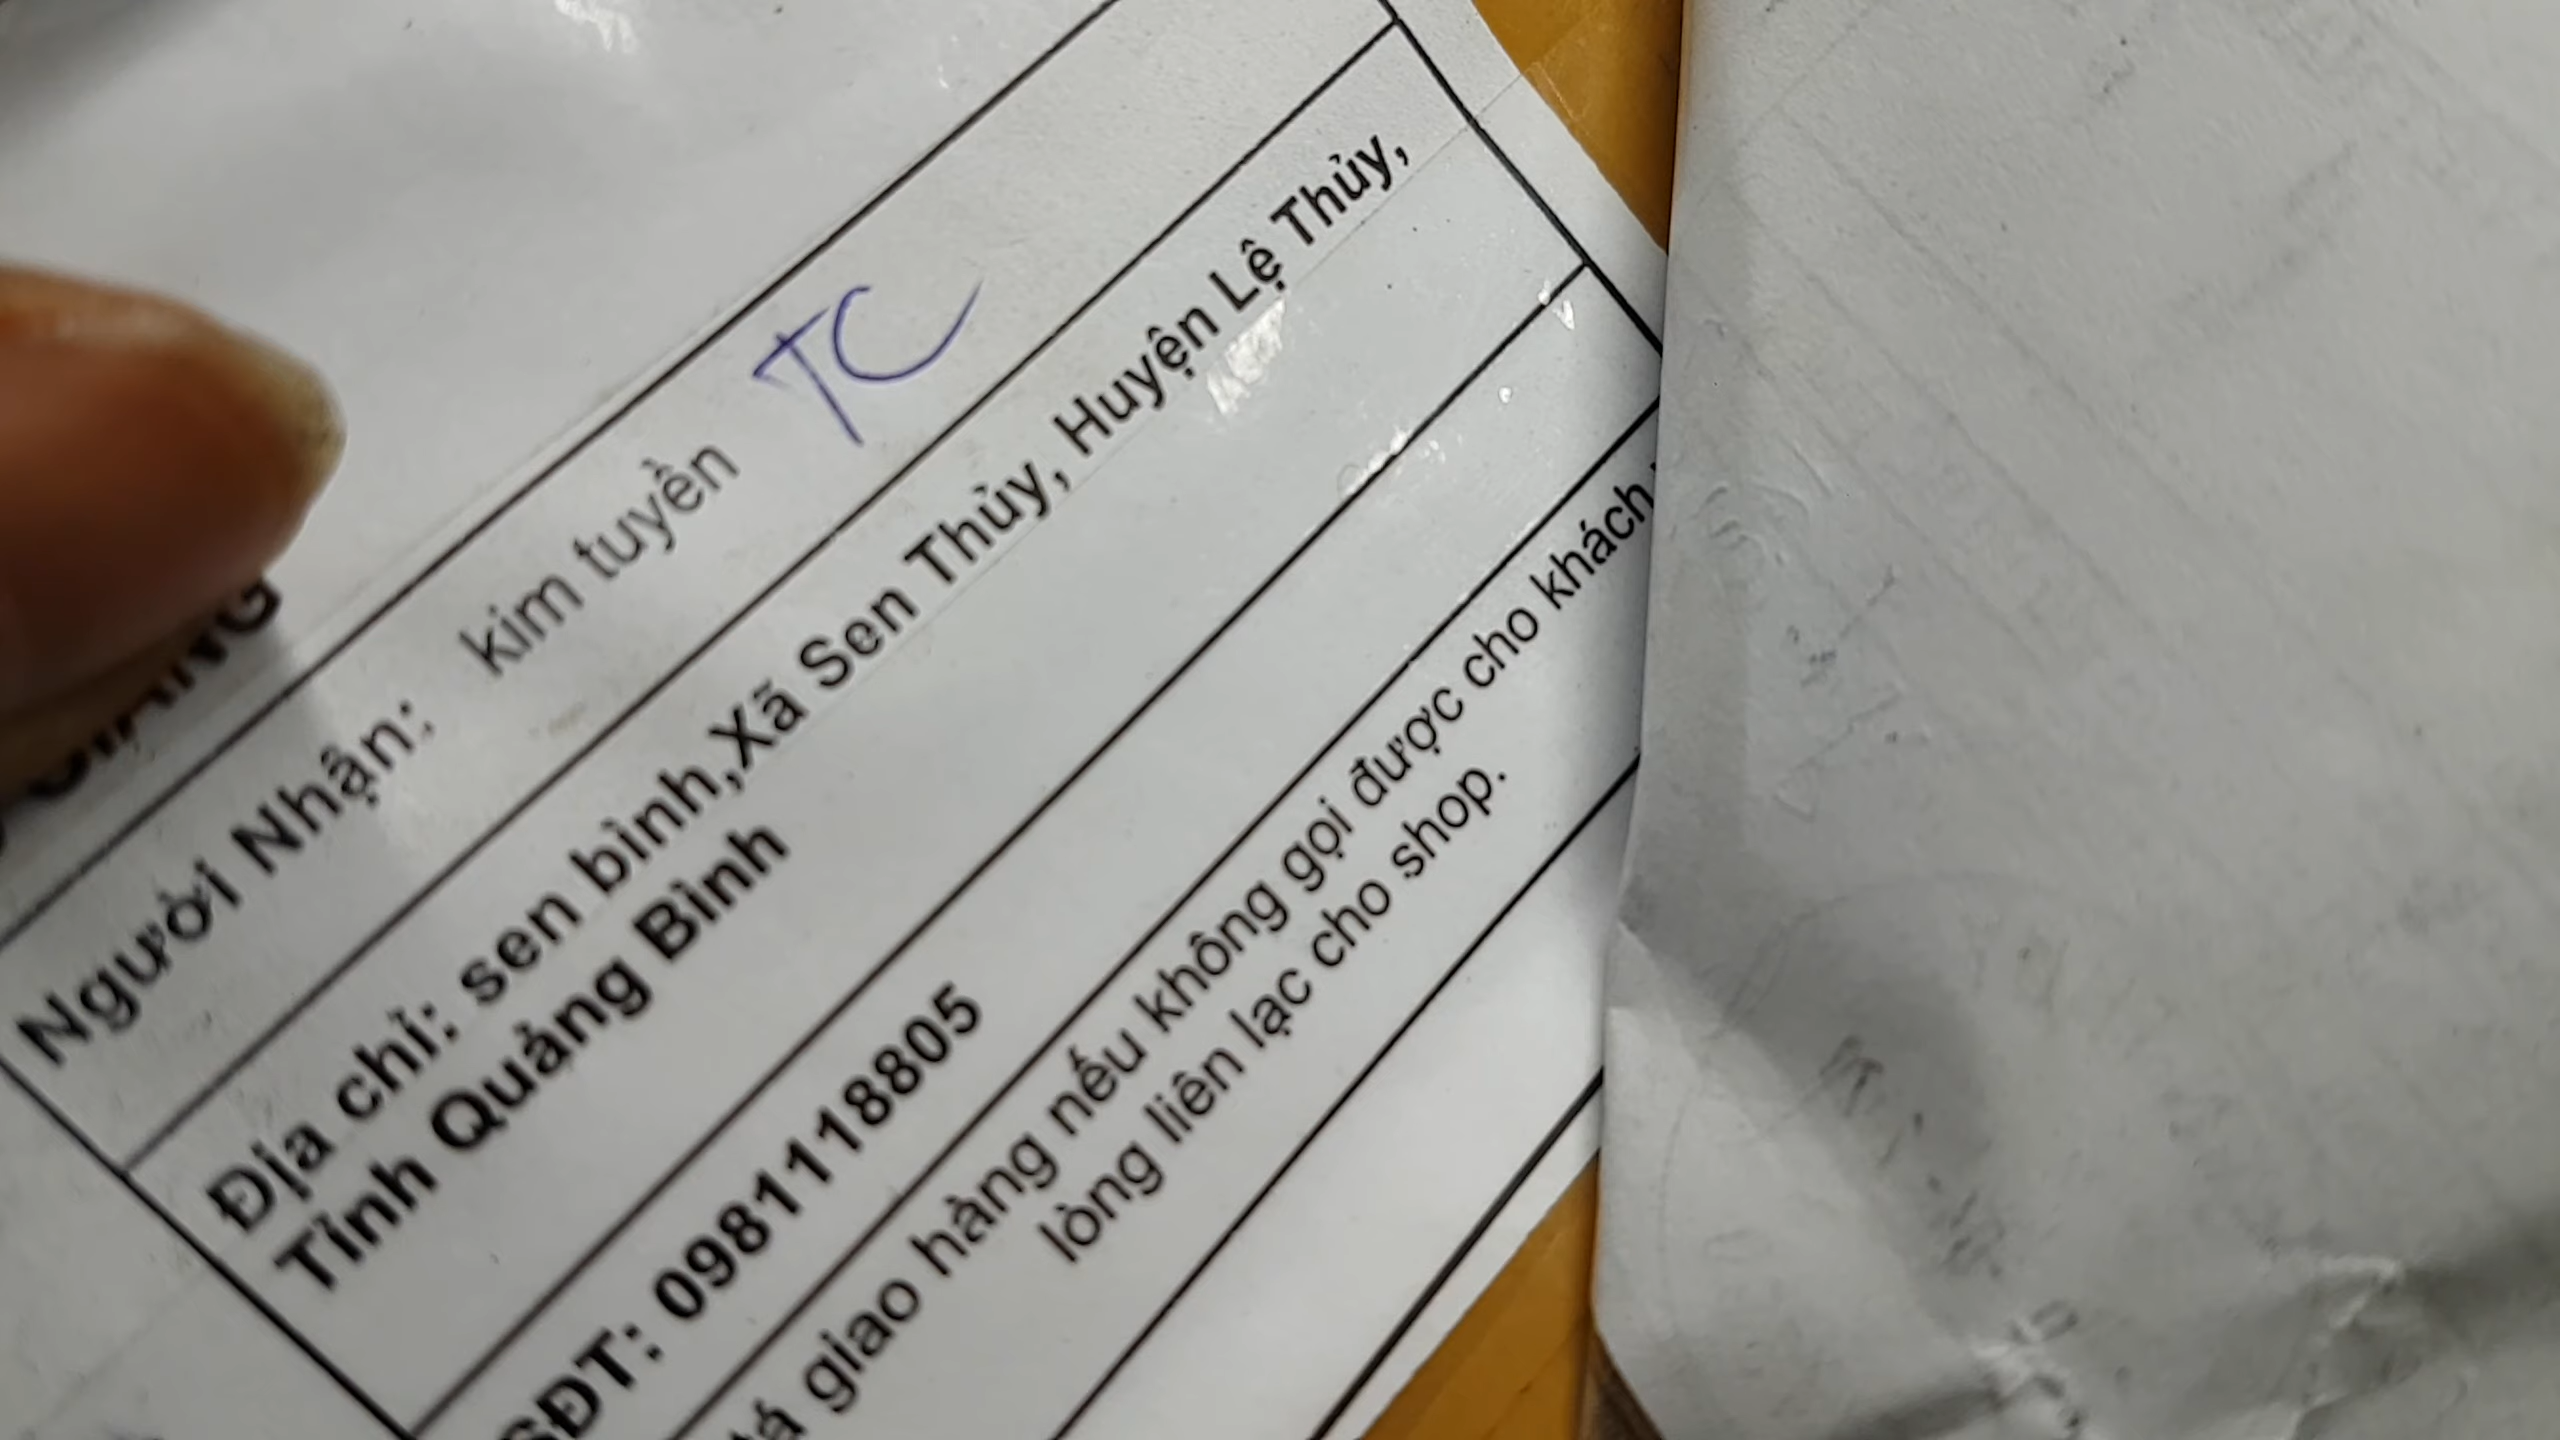 Người Nhận: kim tuyền TC
Địa chỉ: sen bình,Xã Sen Thủy, Huyện Lệ Thủy,
Tỉnh Quảng Bình
SĐT: 0981118805
giao hàng nếu không gọi được cho khách
lòng liên lạc cho shop.